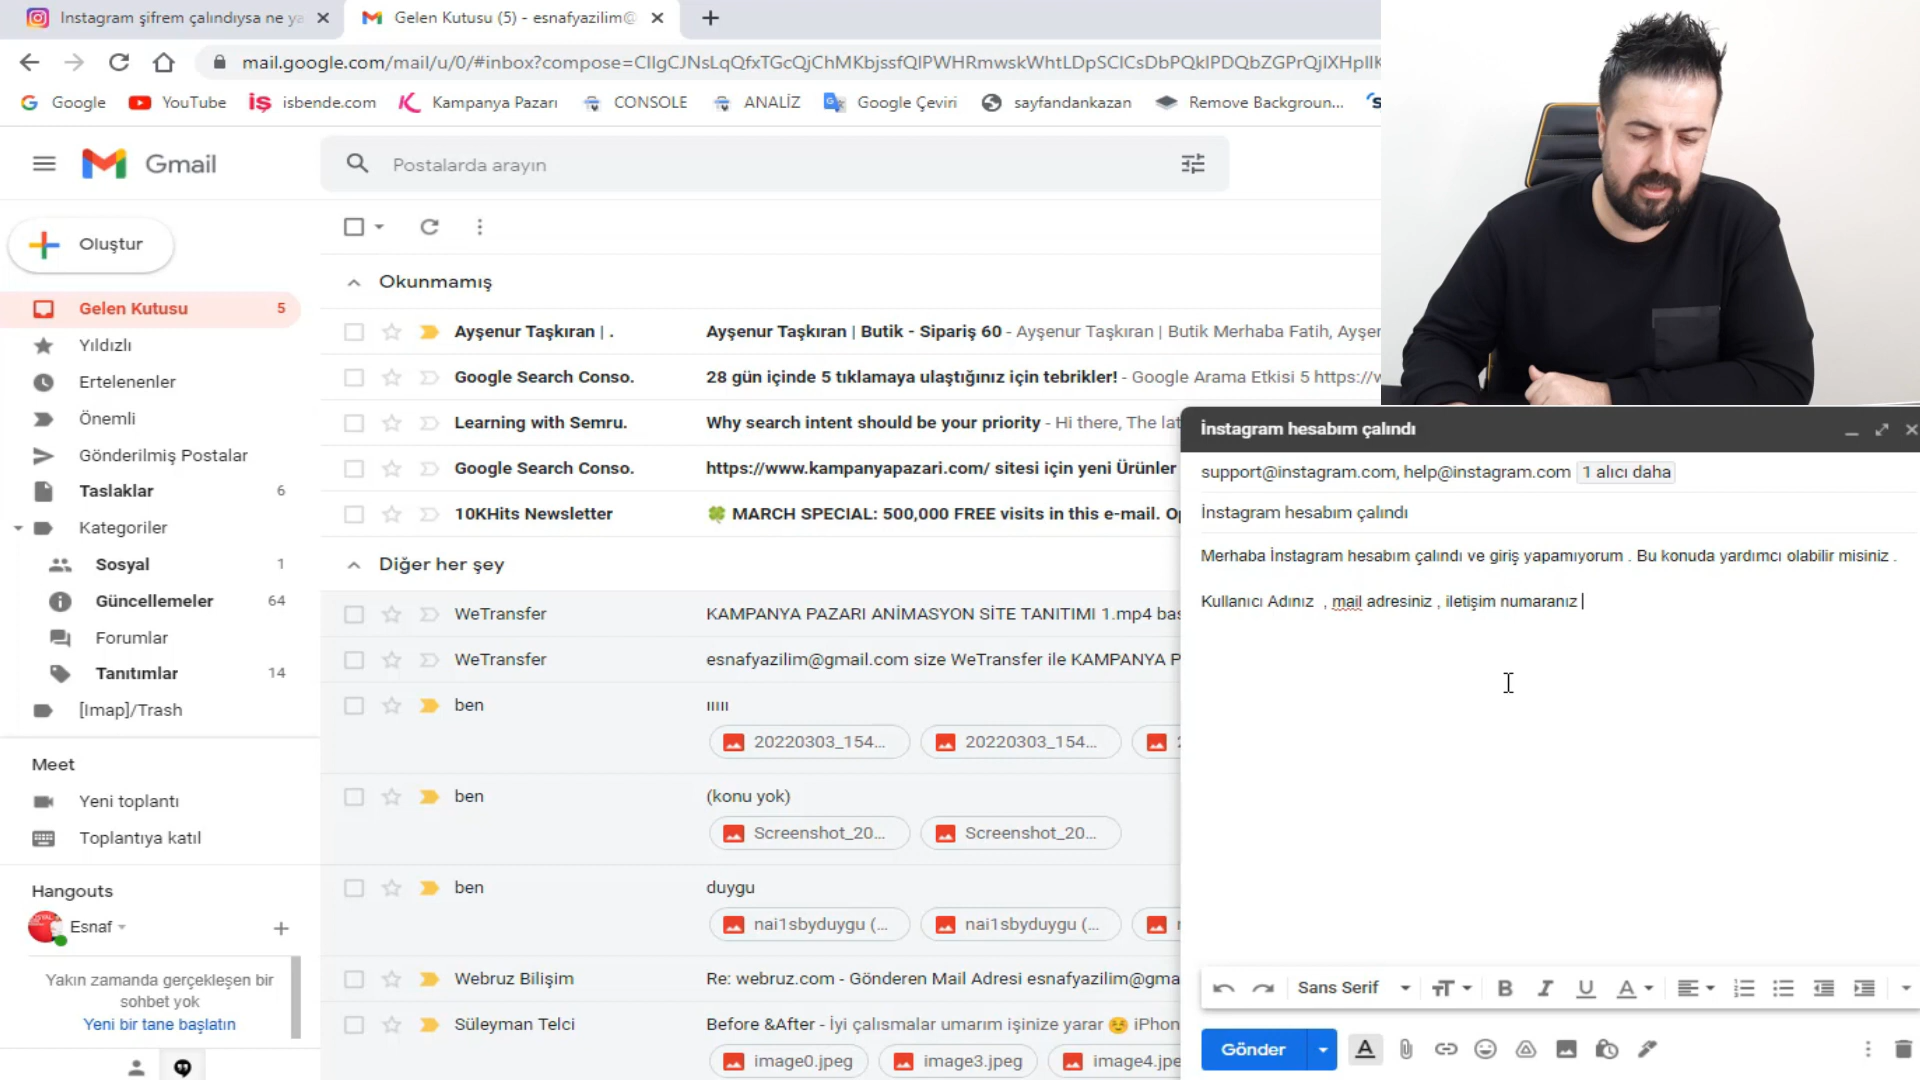 Instagram şifrem çalındıysa ne ya
Gelen Kutusu (5) - esnafyazilim@
mail.google.com/mail/u/0/#inbox?compose=
Google
YouTube
isbende.com
Kampanya Pazarı
CONSOLE
ANALİZ
Google Çeviri
sayfandankazan
Remove Backgroun...
Gmail
Postalarda arayın
Oluştur
Gelen Kutusu 5
Yıldızlı
Ertelenenler
Önemli
Gönderilmiş Postalar
Taslaklar 6
Kategoriler
Sosyal 1
Güncellemeler 64
Forumlar
Tanıtımlar 14
[Imap]/Trash
Meet
Yeni toplantı
Toplantıya katıl
Hangouts
Esnaf
Yakın zamanda gerçekleşen bir
sohbet yok
Yeni bir tane başlatın
Okunmamış
Ayşenur Taşkıran | . Ayşenur Taşkıran | Butik - Sipariş 60 - Ayşenur Taşkıran | Butik Merhaba Fatih, Ayşe
Google Search Conso. 28 gün içinde 5 tıklamaya ulaştığınız için tebrikler! - Google Arama Etkisi 5 https://w
Learning with Semru. Why search intent should be your priority - Hi there, The lat
Google Search Conso. https://www.kampanyapazari.com/ sitesi için yeni Ürünler
10KHits Newsletter 🍀 MARCH SPECIAL: 500,000 FREE visits in this e-mail. O
Diğer her şey
WeTransfer KAMPANYA PAZARI ANİMASYON SİTE TANITIMI 1.mp4 baş
WeTransfer esnafyazilim@gmail.com size WeTransfer ile KAMPANYA P
ben ııııı
20220303_154... 20220303_154...
ben (konu yok)
Screenshot_20... Screenshot_20...
ben duygu
nai1sbyduygu (... nai1sbyduygu (...
Webruz Bilişim Re: webruz.com - Gönderen Mail Adresi esnafyazilim@gma
Süleyman Telci Before &After - İyi çalısmalar umarım işinize yarar ☺️ iPhon
image0.jpeg image3.jpeg image4.jpe
İnstagram hesabım çalındı
support@instagram.com, help@instagram.com 1 alıcı daha
İnstagram hesabım çalındı
Merhaba İnstagram hesabım çalındı ve giriş yapamıyorum . Bu konuda yardımcı olabilir misiniz .
Kullanıcı Adınız , mail adresiniz , iletişim numaranız
Sans Serif
Gönder